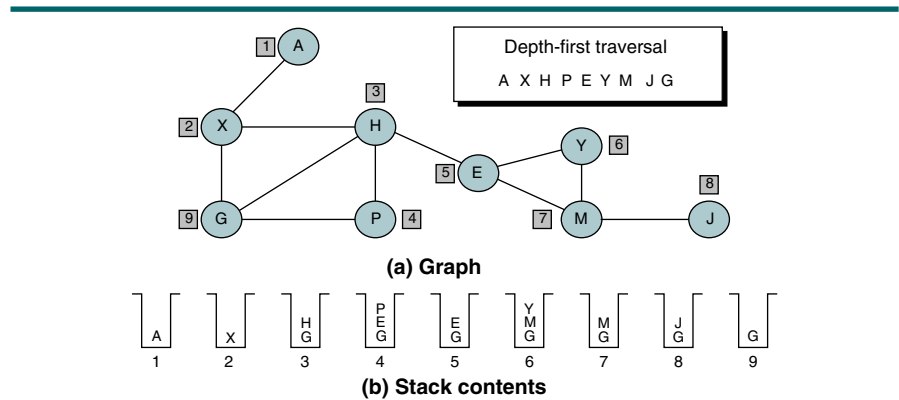 Depth-first traversal
A X H P E Y M J G
1 A
3
2 X H Y 6
5 E
8
9 G P 4 7 M J
(a) Graph
A
1
X
2
H
G
3
P
E
G
4
E
G
5
Y
M
G
6
M
G
7
J
G
8
G
9
(b) Stack contents